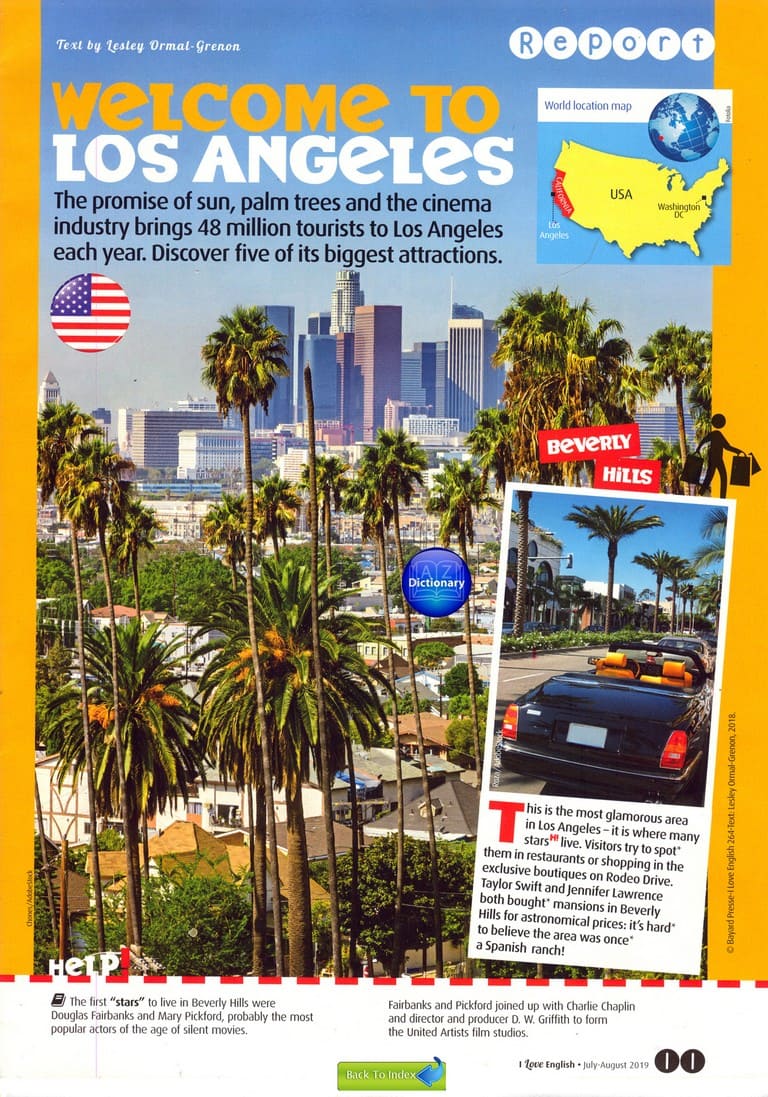 Text by Lesley Ormal-Grenon
Report
WELCOME TO
LOS ANGELES
The promise of sun, palm trees and the cinema
industry brings 48 million tourists to Los Angeles
each year. Discover five of its biggest attractions.
World location map
Fotolia
CALIFORNIA
USA
Washington
DC
Los
Angeles
BEVERLY
HILLS
A Z
Dictionary
This is the most glamorous area
in Los Angeles – it is where many
stars H! live. Visitors try to spot*
them in restaurants or shopping in the
exclusive boutiques on Rodeo Drive.
Taylor Swift and Jennifer Lawrence
both bought* mansions in Beverly
Hills for astronomical prices: it's hard*
to believe the area was once*
a Spanish ranch!
© Bayard Presse-I Love English 264-Text: Lesley Ormal-Grenon, 2018.
HELP!
The first "stars" to live in Beverly Hills were
Douglas Fairbanks and Mary Pickford, probably the most
popular actors of the age of silent movies.
Fairbanks and Pickford joined up with Charlie Chaplin
and director and producer D. W. Griffith to form
the United Artists film studios.
I Love English • July-August 2019 11
Back To Index